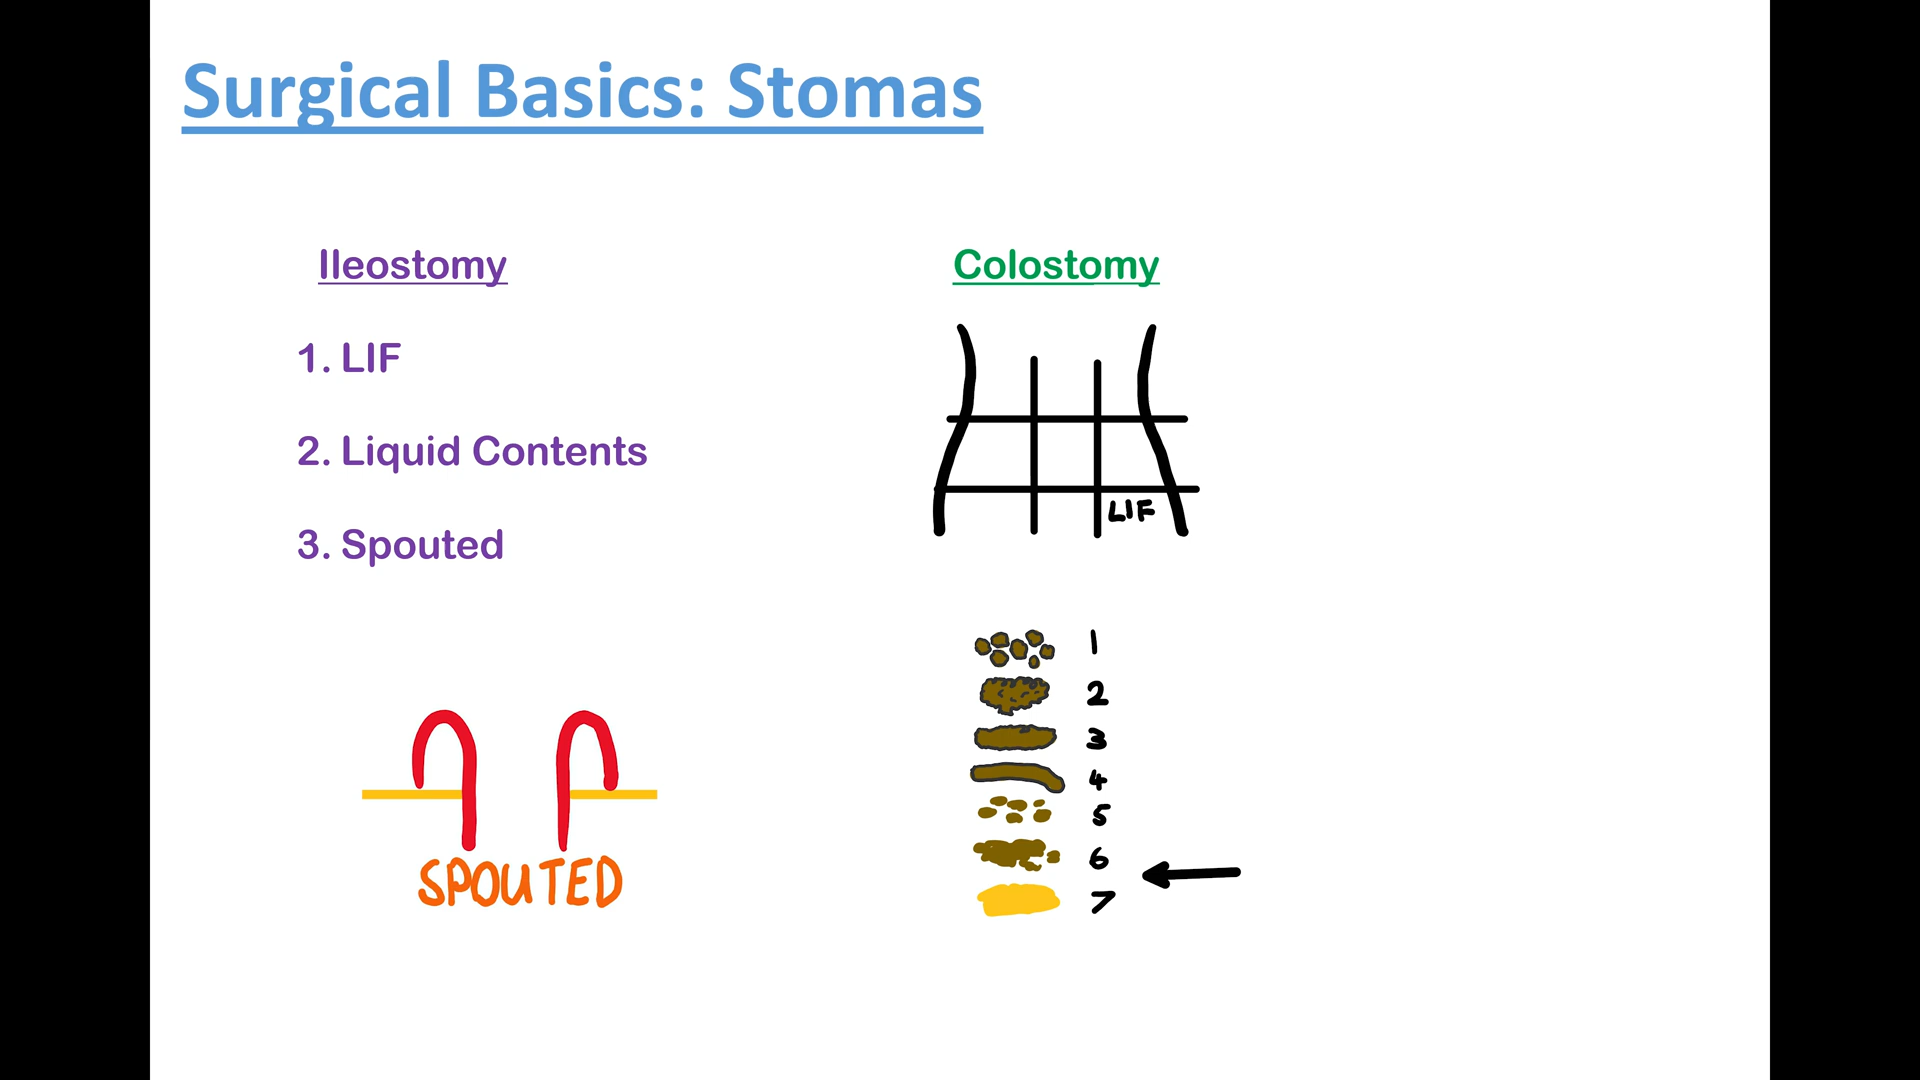 Surgical Basics: Stomas
Ileostomy
1. LIF
2. Liquid Contents
3. Spouted
SPOUTED
Colostomy
LIF
1
2
3
4
5
6
7